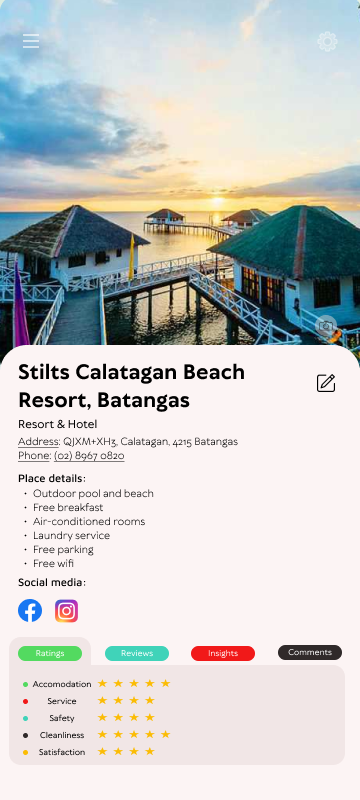 Stilts Calatagan Beach
Resort, Batangas
Resort & Hotel
Address: QJXM+XH3, Calatagan, 4215 Batangas
Phone: (02) 8967 0820
Place details:
• Outdoor pool and beach
• Free breakfast
• Air-conditioned rooms
• Laundry service
• Free parking
• Free wifi
Social media:
Ratings Reviews Insights Comments
Accomodation
Service
Safety
Cleanliness
Satisfaction